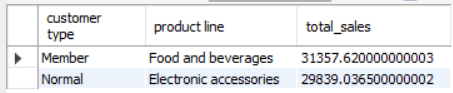 customer type product line total_sales
Member Food and beverages 31357.620000000003
Normal Electronic accessories 29839.036500000002